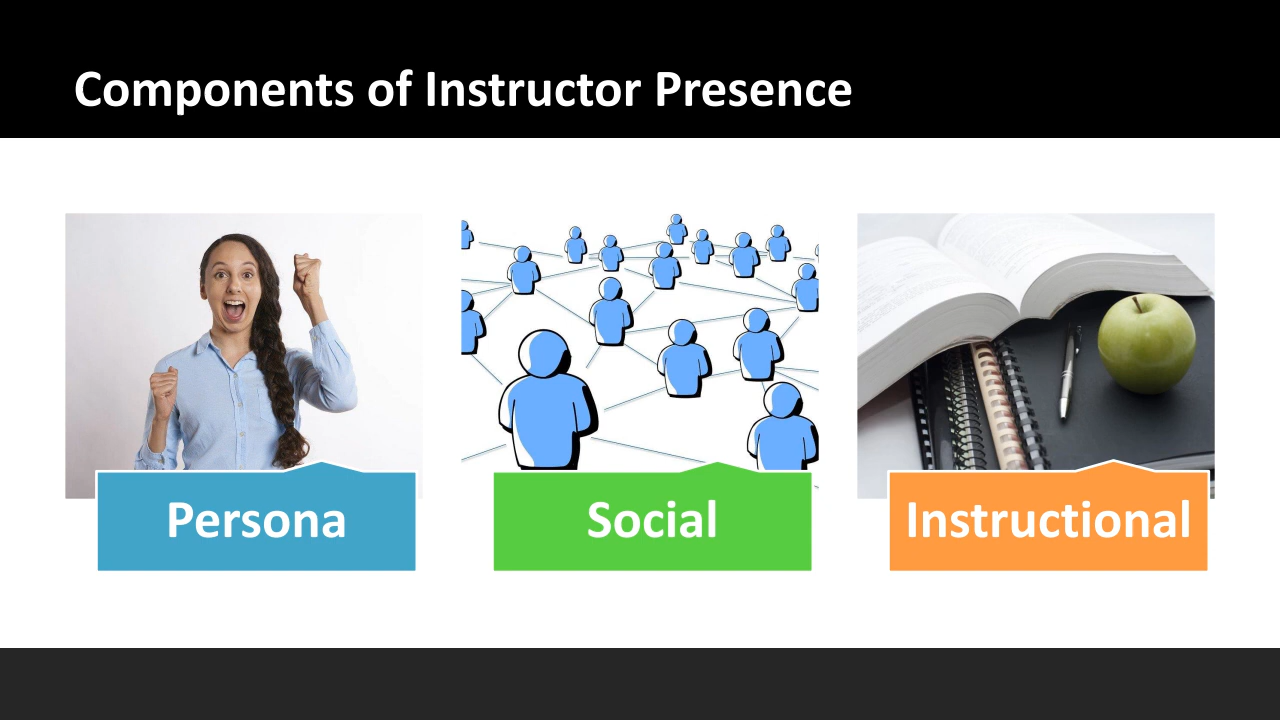 Components of Instructor Presence
Persona
Social
Instructional